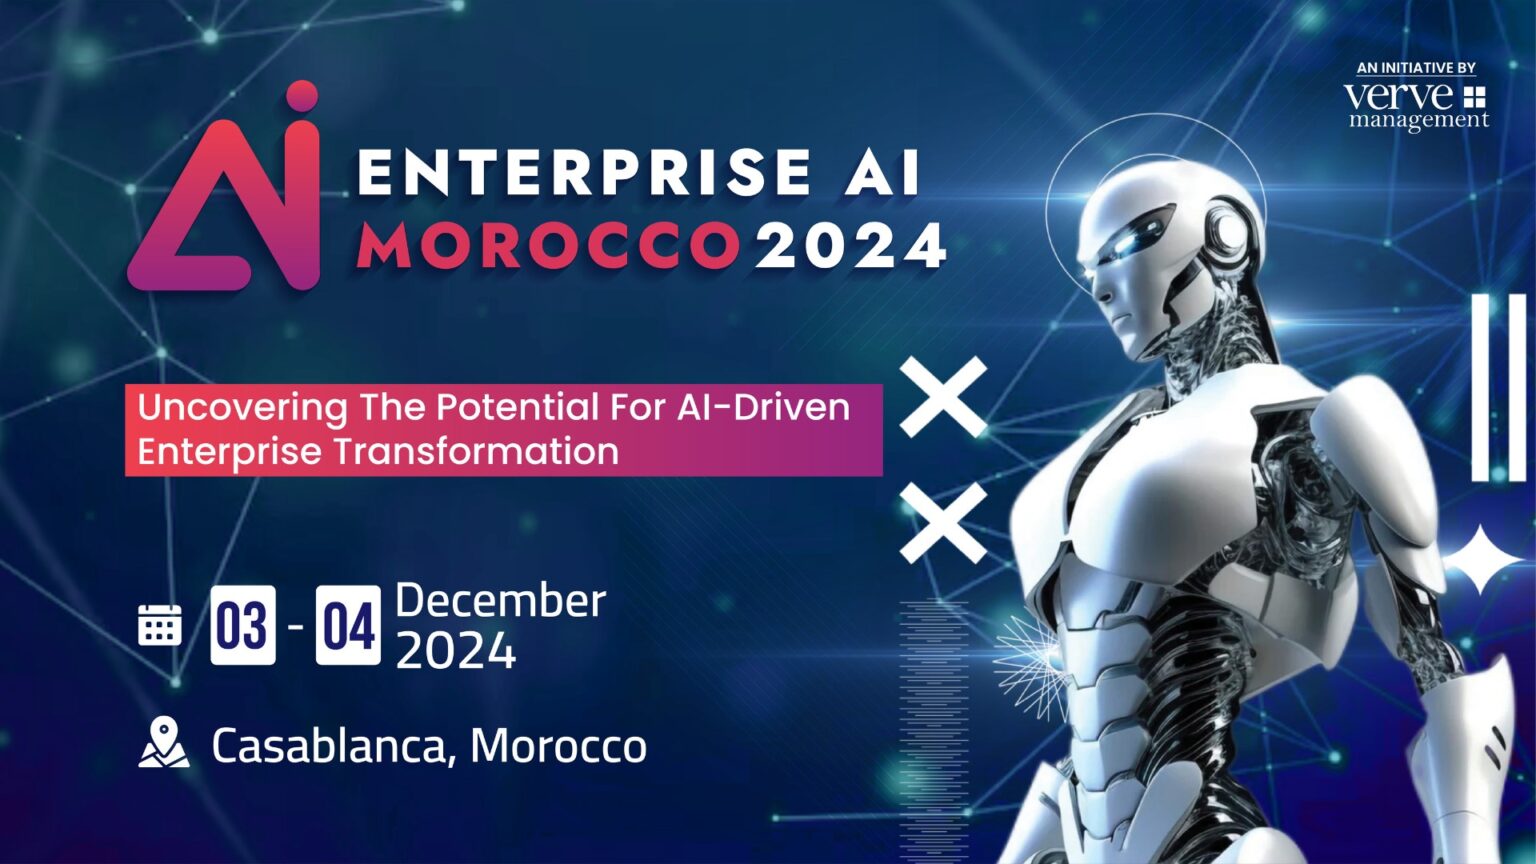 AN INITIATIVE BY
verve
management
Ai
ENTERPRISE AI
MOROCCO 2024
Uncovering The Potential For AI-Driven
Enterprise Transformation
03 - 04 December
2024
Casablanca, Morocco